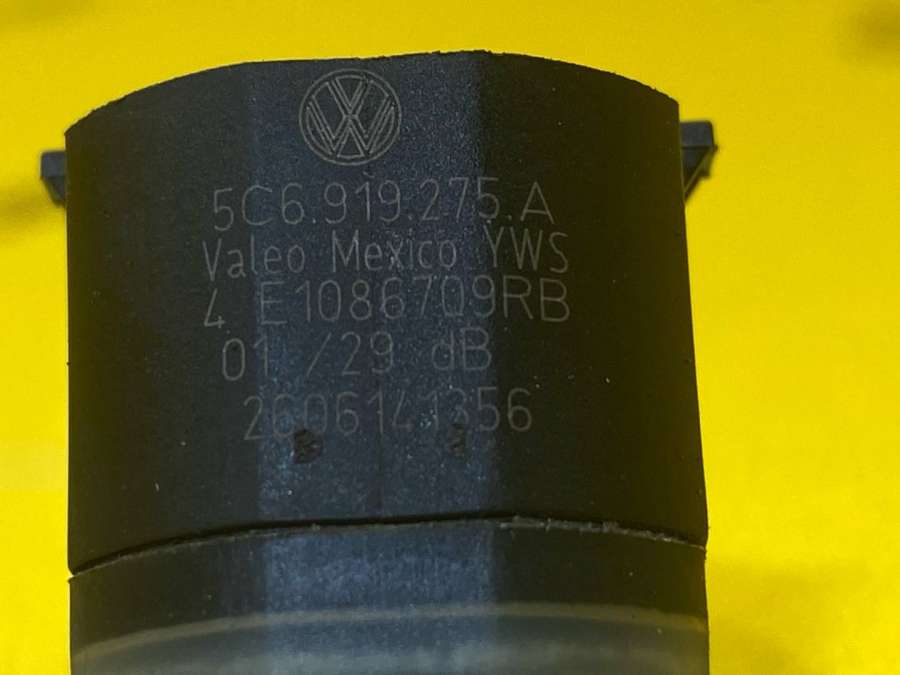 5C6.919.275.A
Valeo Mexico YWS
4 E1086709RB
01 /29 dB
2606141356